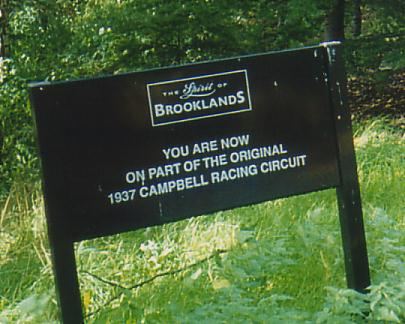 THE Spirit OF
BROOKLANDS
YOU ARE NOW
ON PART OF THE ORIGINAL
1937 CAMPBELL RACING CIRCUIT